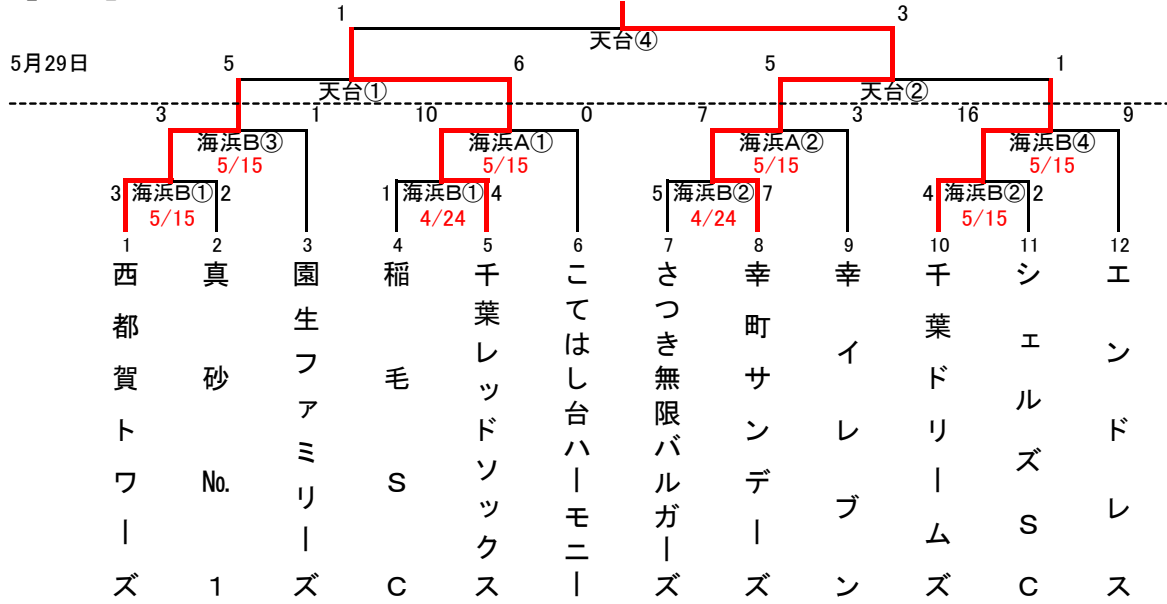 1 3
天台④
5月29日 5 6 5 1
天台① 天台②
3 1 10 0 7 3 16 9
海浜B③ 海浜A① 海浜A② 海浜B④
5/15 5/15 5/15 5/15
3 海浜B① 2 1 海浜B① 4 5 海浜B② 7 4 海浜B② 2
5/15 4/24 4/24 5/15
1 2 3 4 5 6 7 8 9 10 11 12
西都賀トワーズ
真砂№1
園生ファミリーズ
稲毛SC
千葉レッドソックス
こてはし台ハーモニー
さつき無限バルガーズ
幸町サンデーズ
幸イレブン
千葉ドリームズ
シェルズSC
エンドレス